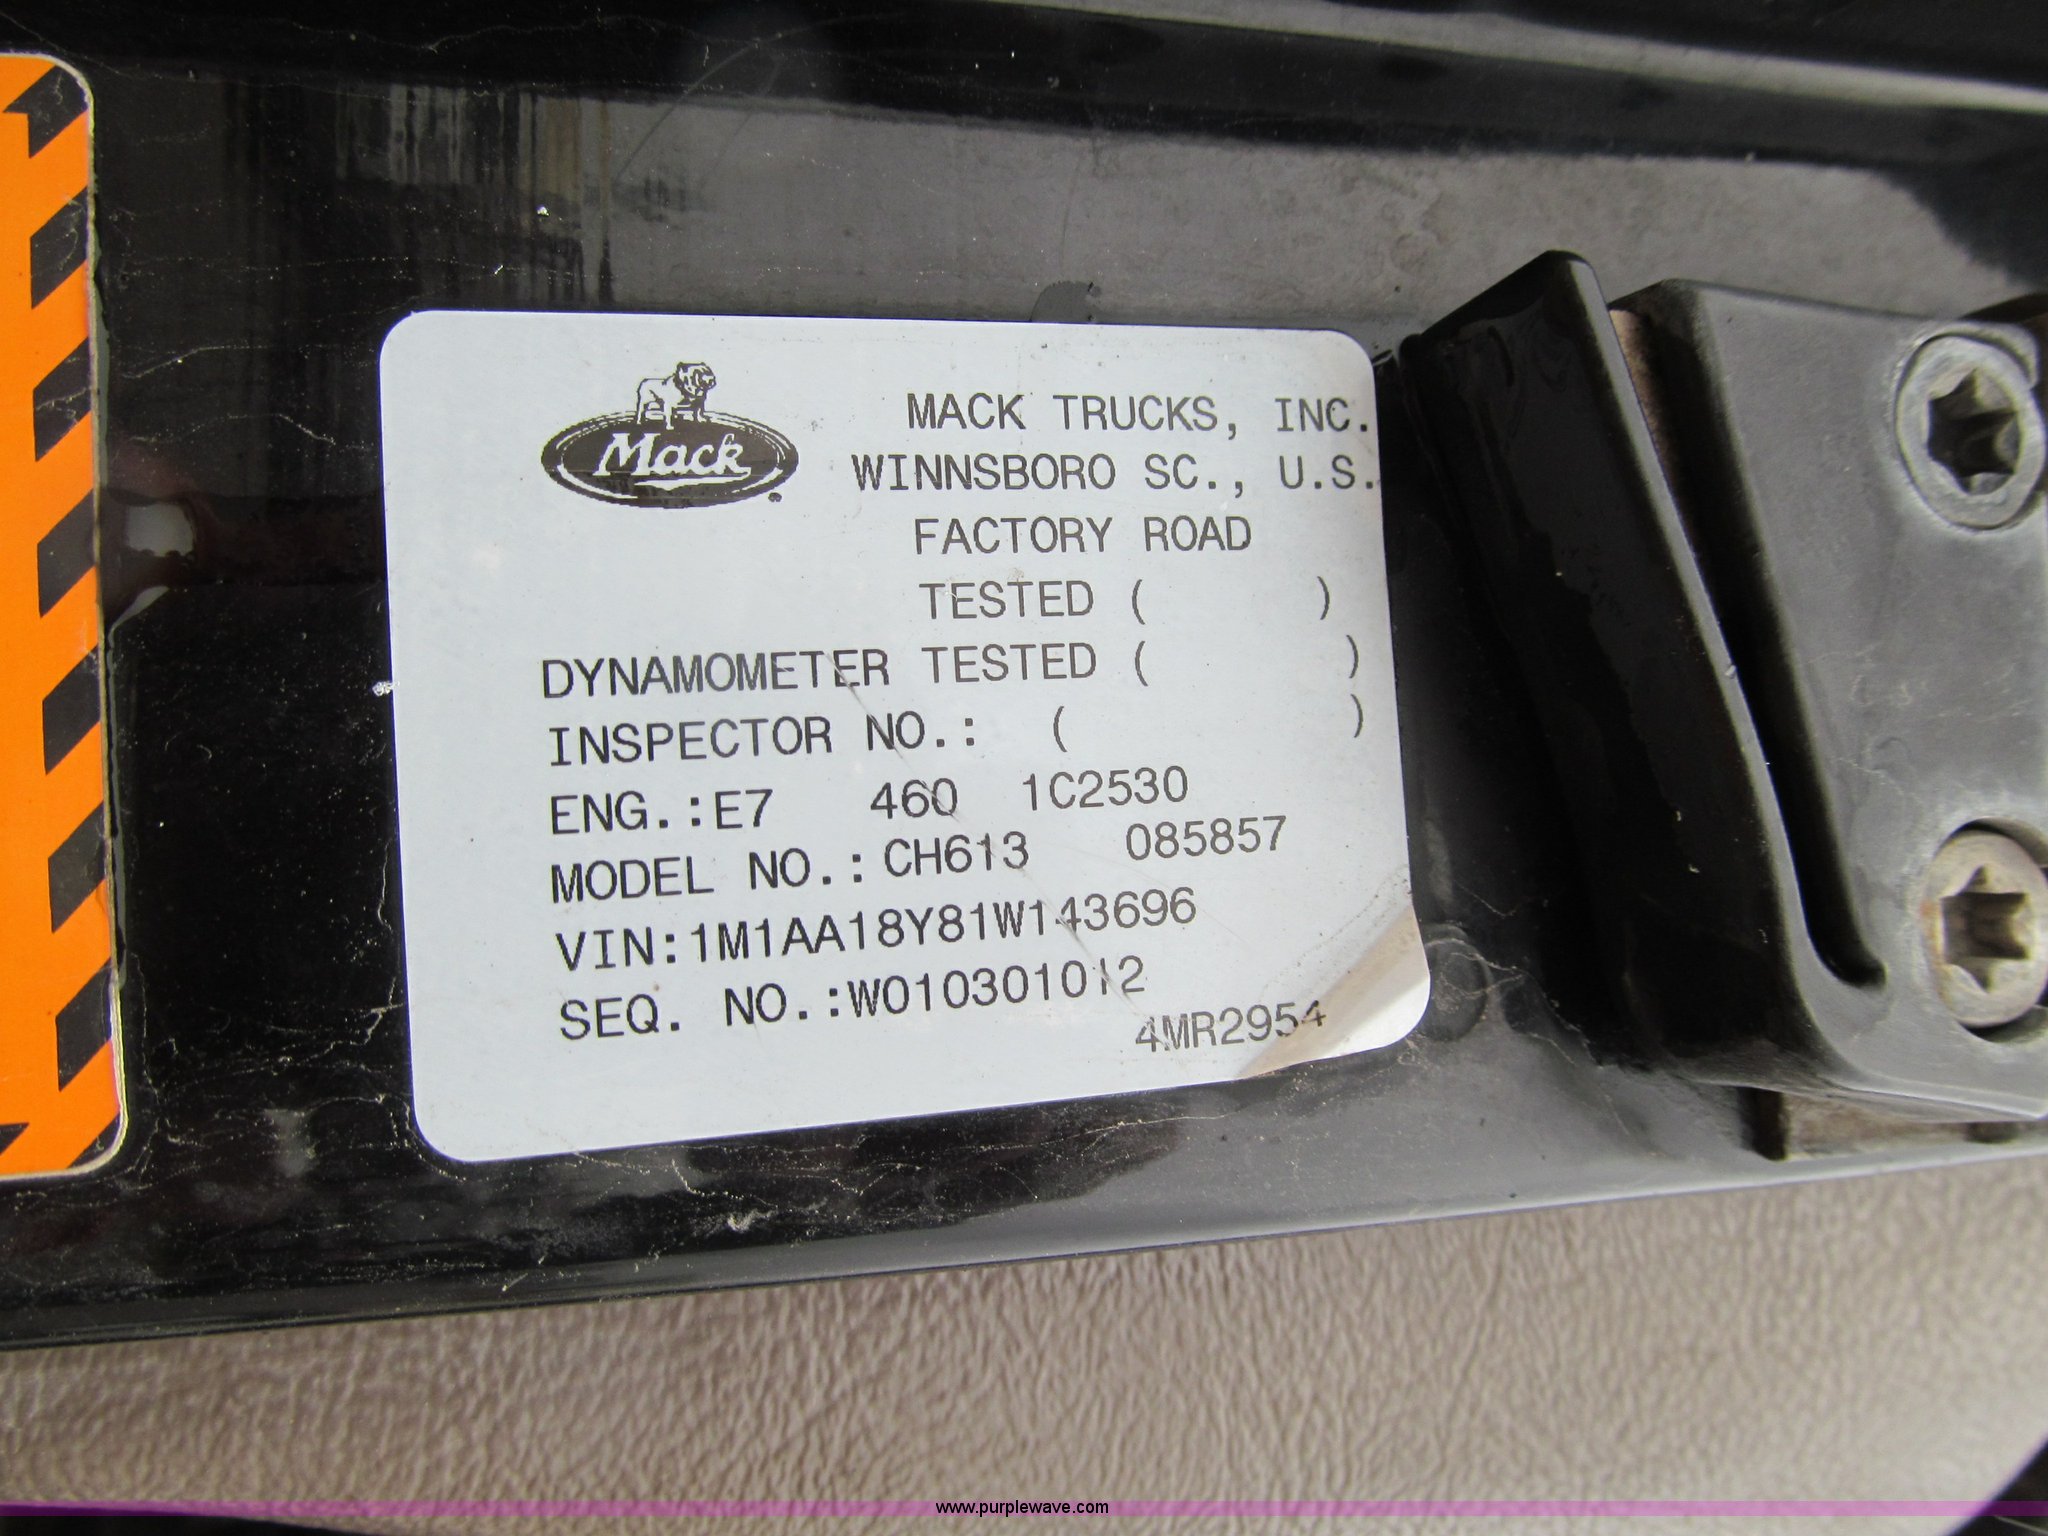 Mack
MACK TRUCKS, INC.
WINNSBORO SC., U.S.
FACTORY ROAD
TESTED ( )
DYNAMOMETER TESTED ( )
INSPECTOR NO.: ( )
ENG.:E7 460 1C2530
MODEL NO.:CH613 085857
VIN:1M1AA18Y81W143696
SEQ. NO.:W010301012
4MR2954
www.purplewave.com